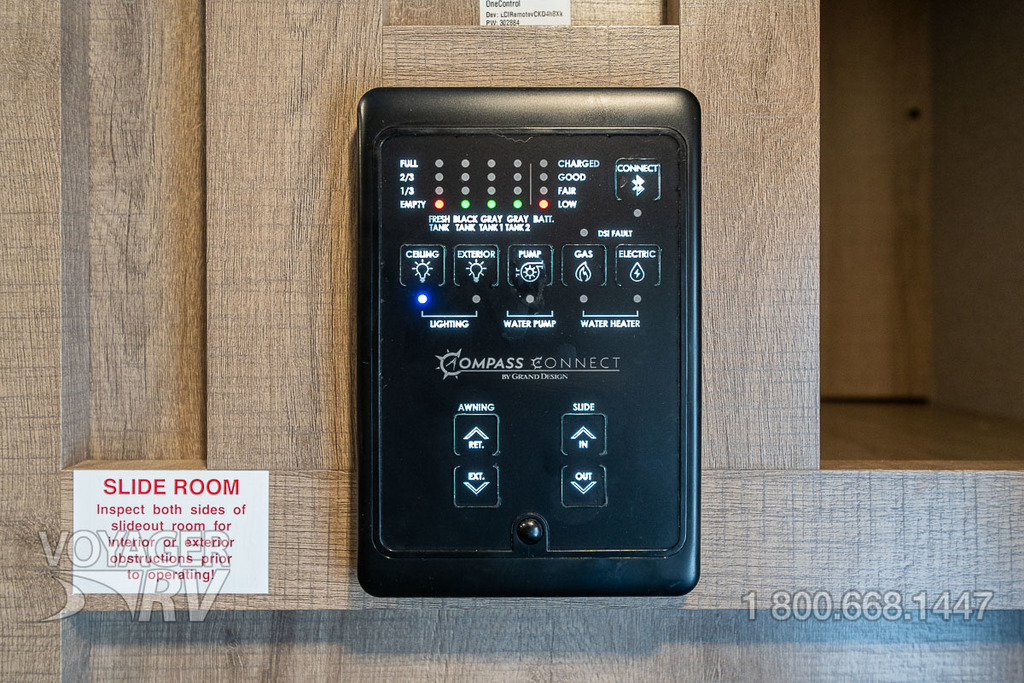 OneControl
PW: 302884
FULL CHARGED
2/3 GOOD
1/3 FAIR
EMPTY LOW
FRESH TANK BLACK TANK GRAY TANK 1 GRAY TANK 2 BATT.
CONNECT
DSI FAULT
CEILING EXTERIOR PUMP GAS ELECTRIC
LIGHTING WATER PUMP WATER HEATER
COMPASS CONNECT
BY GRAND DESIGN
AWNING SLIDE
RET. IN
EXT. OUT
SLIDE ROOM
Inspect both sides of
slideout room for
interior or exterior
obstructions prior
to operating!
VOYAGER
RV
1 800.668.1447